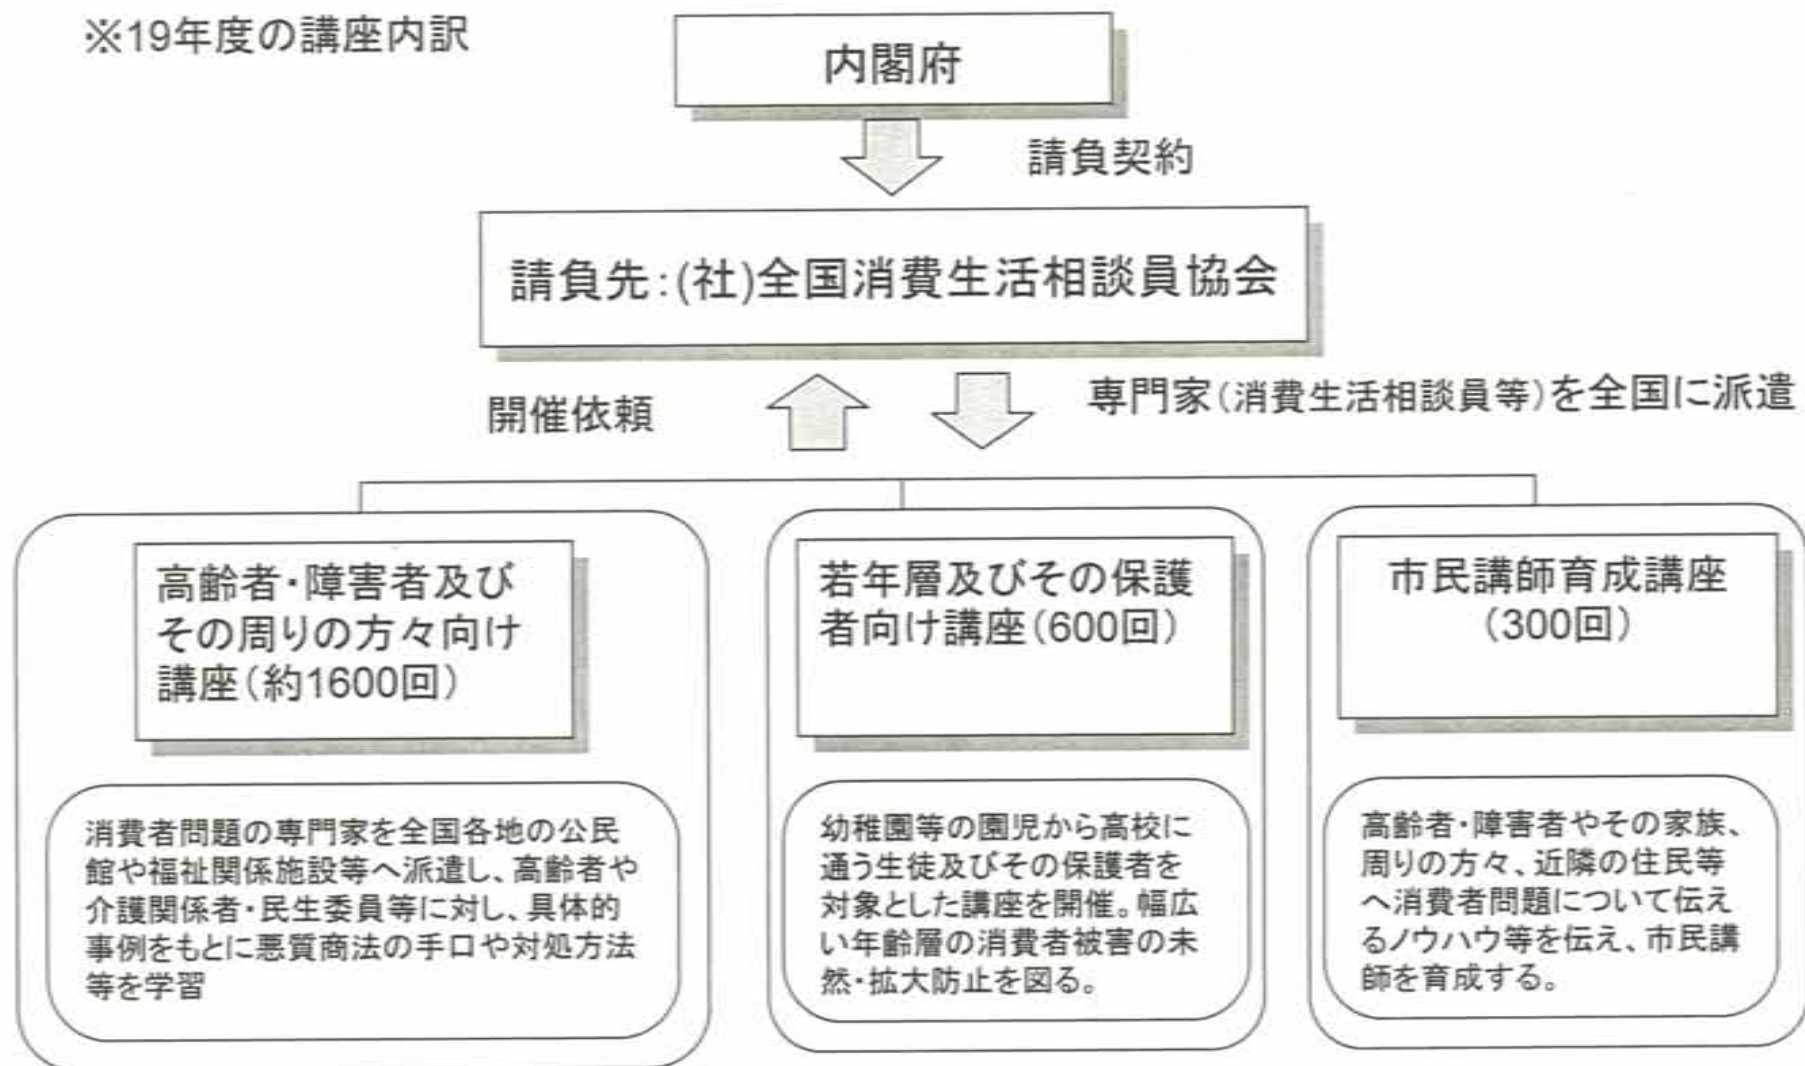 ※19年度の講座内訳
内閣府
請負契約
請負先:(社)全国消費生活相談員協会
開催依頼
専門家(消費生活相談員等)を全国に派遣
高齢者・障害者及び
その周りの方々向け
講座(約1600回)
消費者問題の専門家を全国各地の公民
館や福祉関係施設等へ派遣し、高齢者や
介護関係者・民生委員等に対し、具体的
事例をもとに悪質商法の手口や対処方法
等を学習
若年層及びその保護
者向け講座(600回)
幼稚園等の園児から高校に
通う生徒及びその保護者を
対象とした講座を開催。幅広
い年齢層の消費者被害の未
然・拡大防止を図る。
市民講師育成講座
(300回)
高齢者・障害者やその家族、
周りの方々、近隣の住民等
へ消費者問題について伝え
るノウハウ等を伝え、市民講
師を育成する。